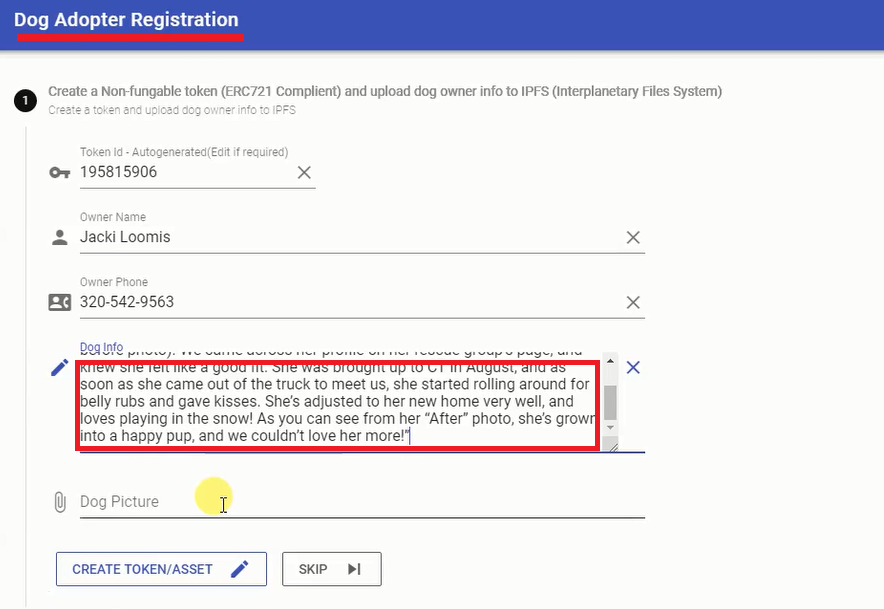 Dog Adopter Registration
1
Create a Non-fungable token (ERC721 Complient) and upload dog owner info to IPFS (Interplanetary Files System)
Create a token and upload dog owner info to IPFS
Token Id - Autogenerated(Edit if required)
195815906
Owner Name
Jacki Loomis
Owner Phone
320-542-9563
Dog Info
before photo). We came across her profile on her rescue group's page, and
knew she felt like a good fit. She was brought up to CT in August, and as
soon as she came out of the truck to meet us, she started rolling around for
belly rubs and gave kisses. She’s adjusted to her new home very well, and
loves playing in the snow! As you can see from her “After” photo, she’s grown
into a happy pup, and we couldn’t love her more!”
Dog Picture
CREATE TOKEN/ASSET
SKIP